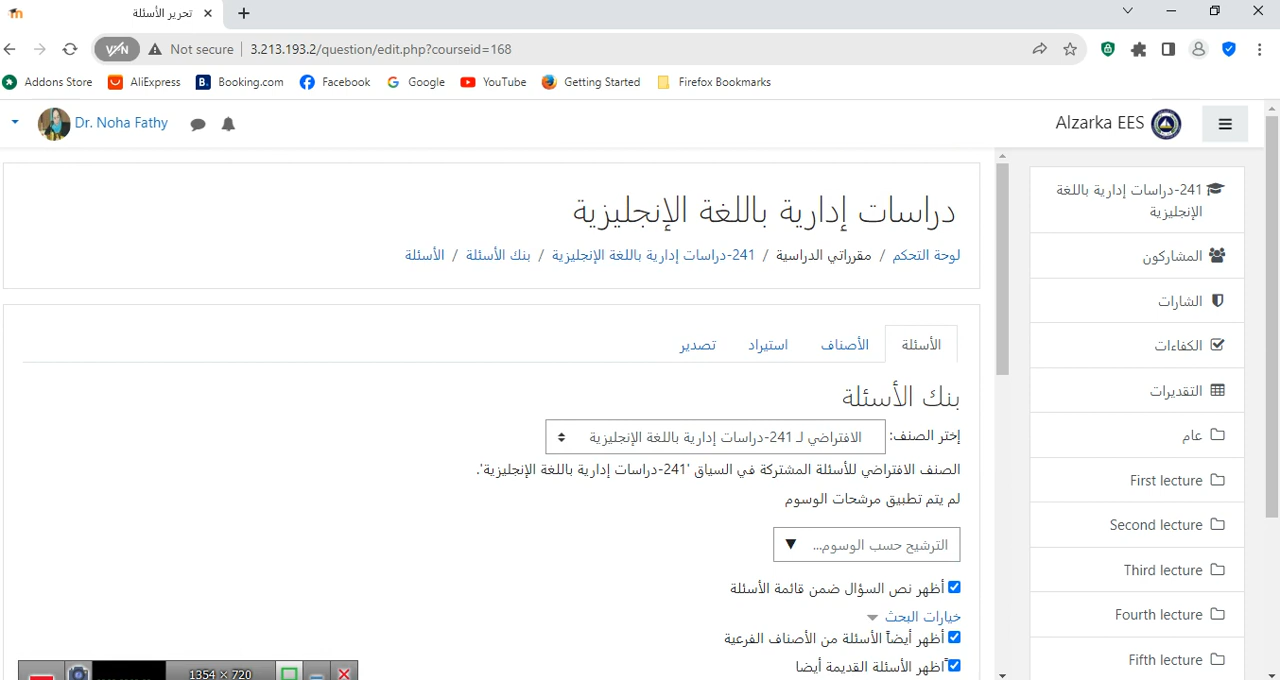 تحرير الأسئلة
Not secure
3.213.193.2/question/edit.php?courseid=168
Addons Store
AliExpress
Booking.com
Facebook
Google
YouTube
Getting Started
Firefox Bookmarks
Dr. Noha Fathy
Alzarka EES
دراسات إدارية باللغة الإنجليزية
لوحة التحكم / مقرراتي الدراسية / 241-دراسات إدارية باللغة الإنجليزية / بنك الأسئلة / الأسئلة
الأسئلة
الأصناف
استيراد
تصدير
بنك الأسئلة
إختر الصنف: الافتراضي لـ 241-دراسات إدارية باللغة الإنجليزية
الصنف الافتراضي للأسئلة المشتركة في السياق '241-دراسات إدارية باللغة الإنجليزية'.
لم يتم تطبيق مرشحات الوسوم
الترشيح حسب الوسوم...
أظهر نص السؤال ضمن قائمة الأسئلة
خيارات البحث
أظهر أيضاً الأسئلة من الأصناف الفرعية
أظهر الأسئلة القديمة أيضا
241-دراسات إدارية باللغة
الإنجليزية
المشاركون
الشارات
الكفاءات
التقديرات
عام
First lecture
Second lecture
Third lecture
Fourth lecture
Fifth lecture
1354 × 720